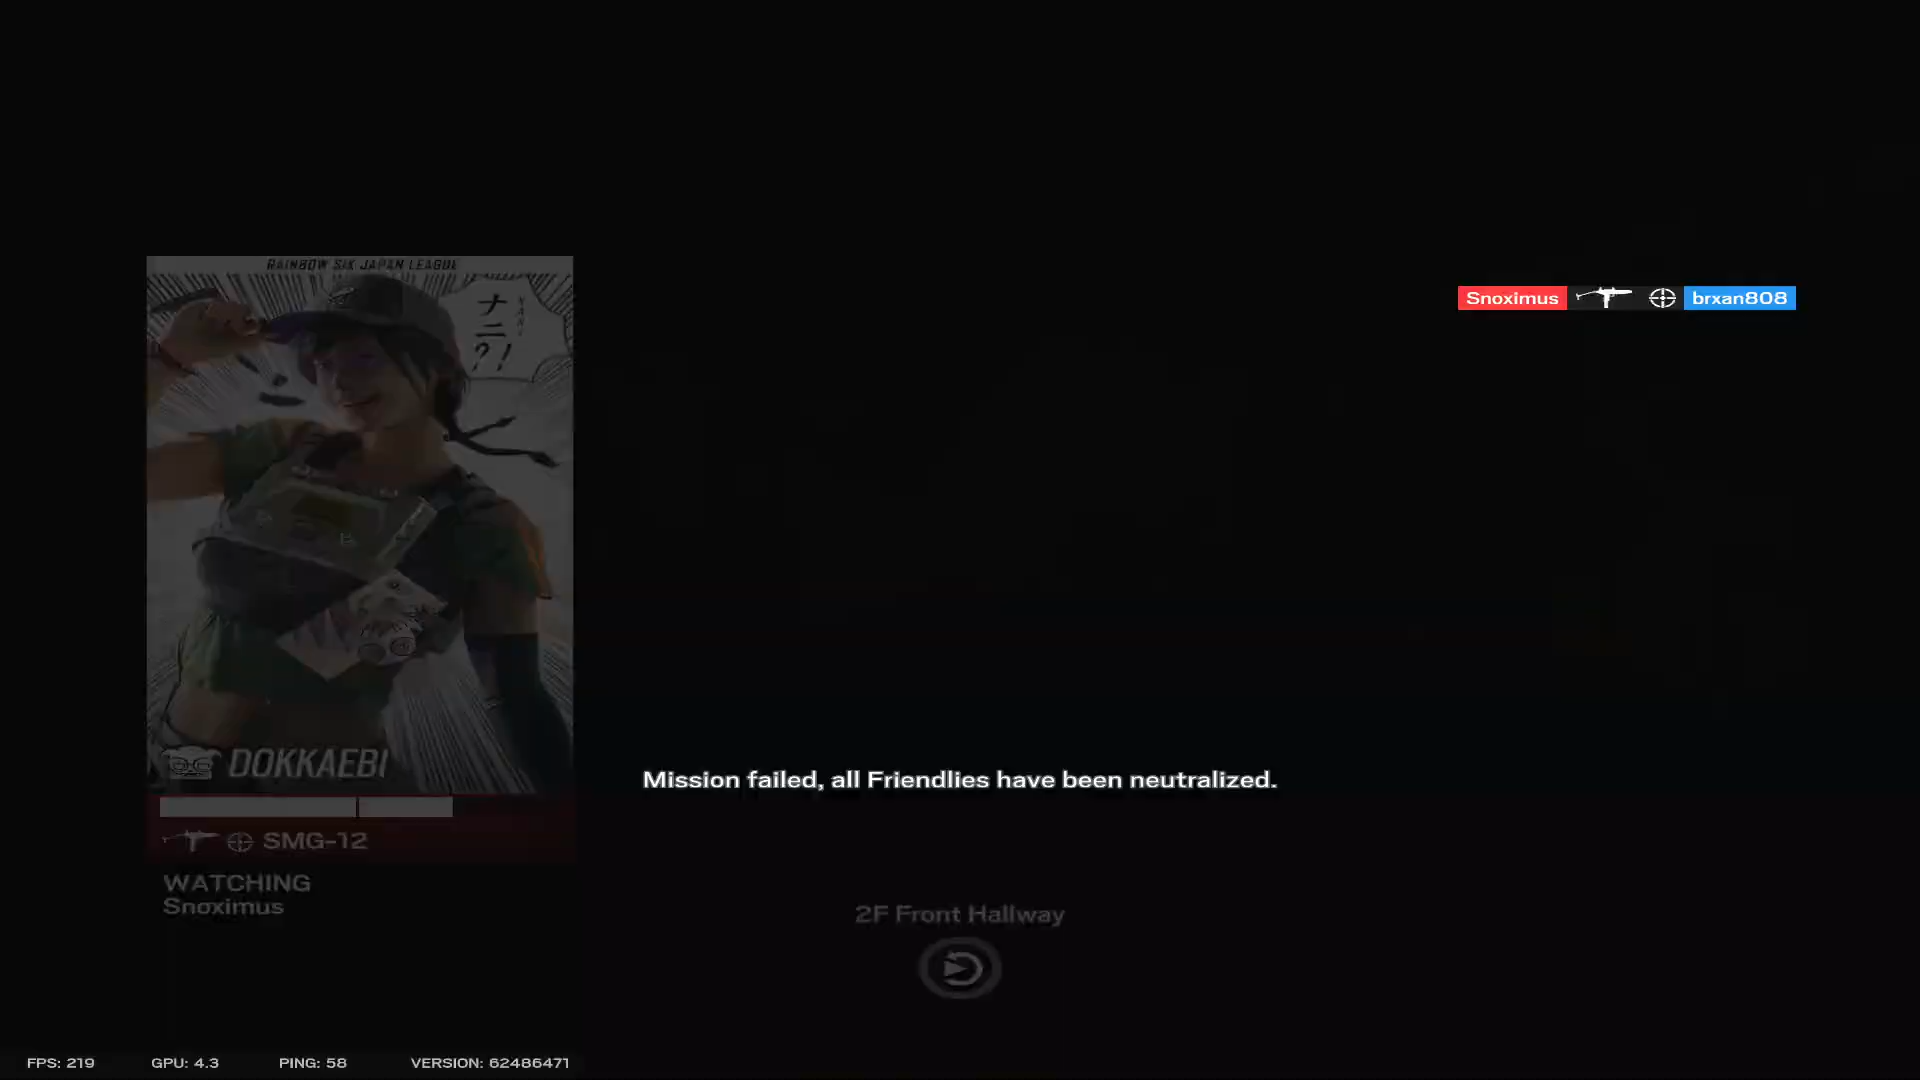 RAINBOW SIX JAPAN LEAGUE
ナニ?!
Snoximus brxan808
DOKKAEBI
Mission failed, all Friendlies have been neutralized.
SMG-12
WATCHING
Snoximus
2F Front Hallway
FPS: 219 GPU: 4.3 PING: 58 VERSION: 62486471